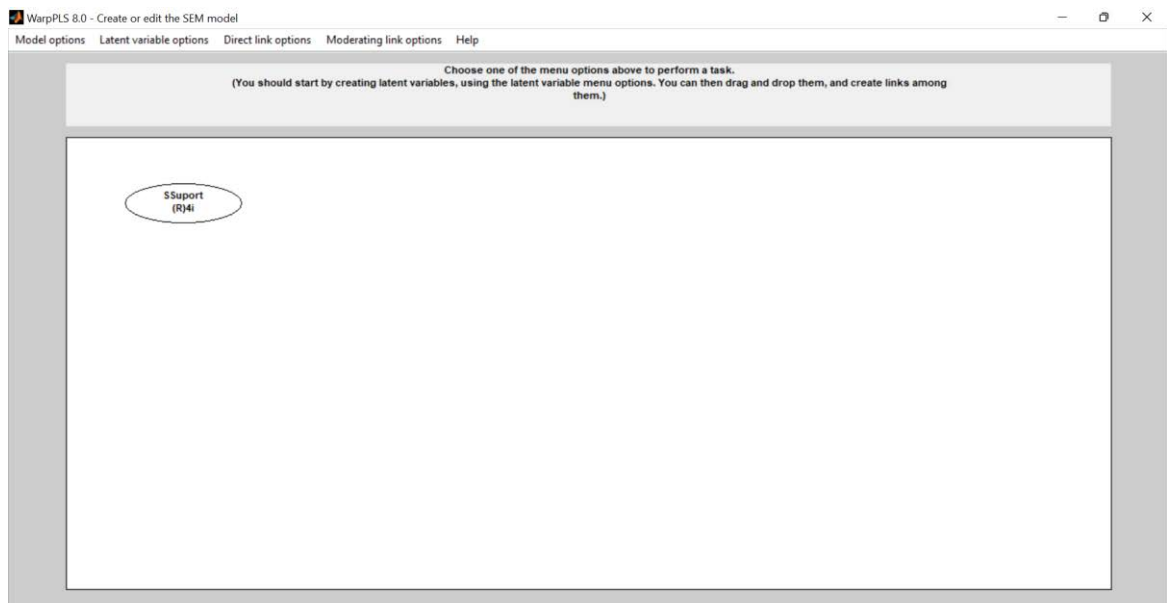 WarpPLS 8.0 - Create or edit the SEM model
Model options Latent variable options Direct link options Moderating link options Help
Choose one of the menu options above to perform a task.
(You should start by creating latent variables, using the latent variable menu options. You can then drag and drop them, and create links among
them.)
SSuport
(R)4i